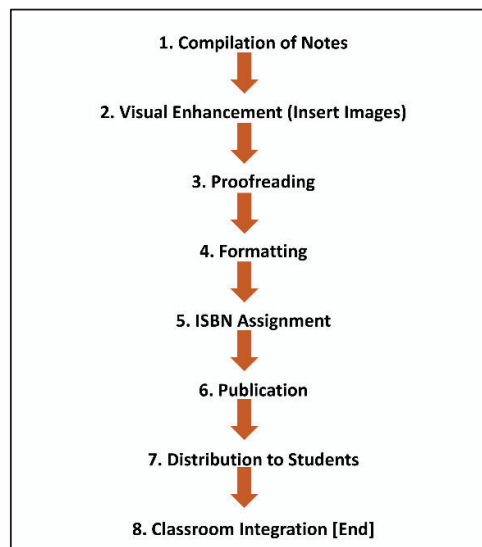 1. Compilation of Notes
2. Visual Enhancement (Insert Images)
3. Proofreading
4. Formatting
5. ISBN Assignment
6. Publication
7. Distribution to Students
8. Classroom Integration [End]